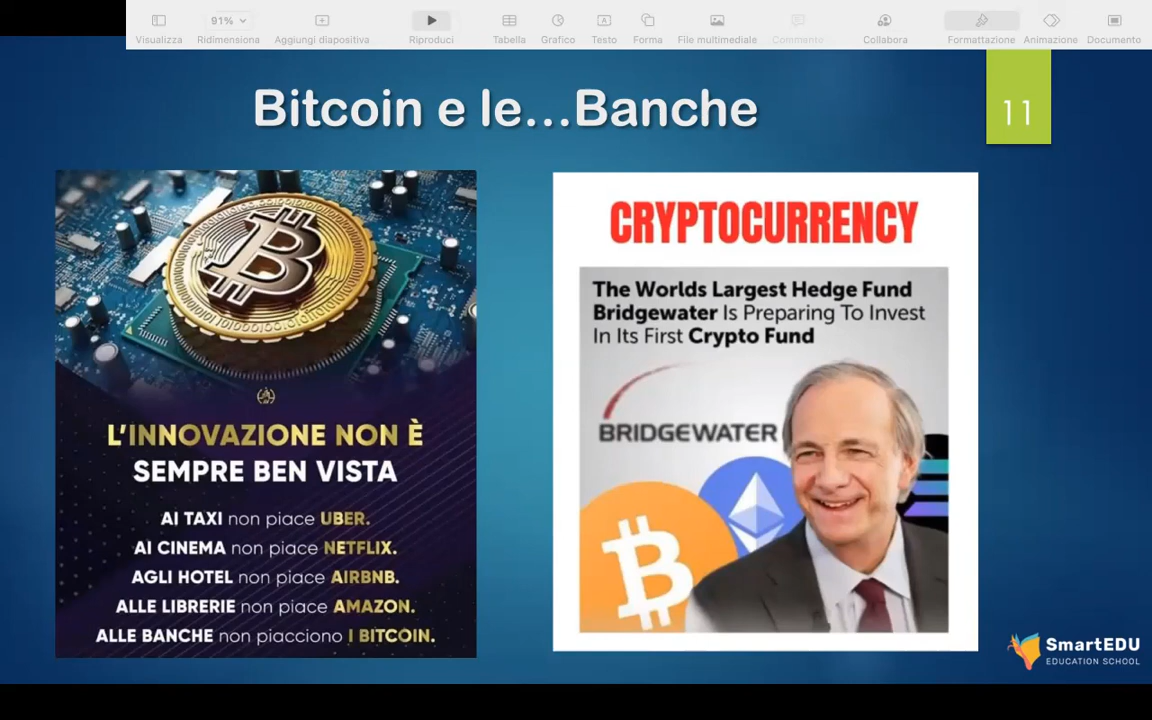 91%
Visualizza
Ridimensiona
Aggiungi diapositiva
Riproduci
Tabella
Grafico
Testo
Forma
File multimediale
Commento
Collabora
Formattazione
Animazione
Documento
Bitcoin e le...Banche
11
L'INNOVAZIONE NON È
SEMPRE BEN VISTA
AI TAXI non piace UBER.
AI CINEMA non piace NETFLIX.
AGLI HOTEL non piace AIRBNB.
ALLE LIBRERIE non piace AMAZON.
ALLE BANCHE non piacciono I BITCOIN.
CRYPTOCURRENCY
The Worlds Largest Hedge Fund
Bridgewater Is Preparing To Invest
In Its First Crypto Fund
BRIDGEWATER
SmartEDU
EDUCATION SCHOOL